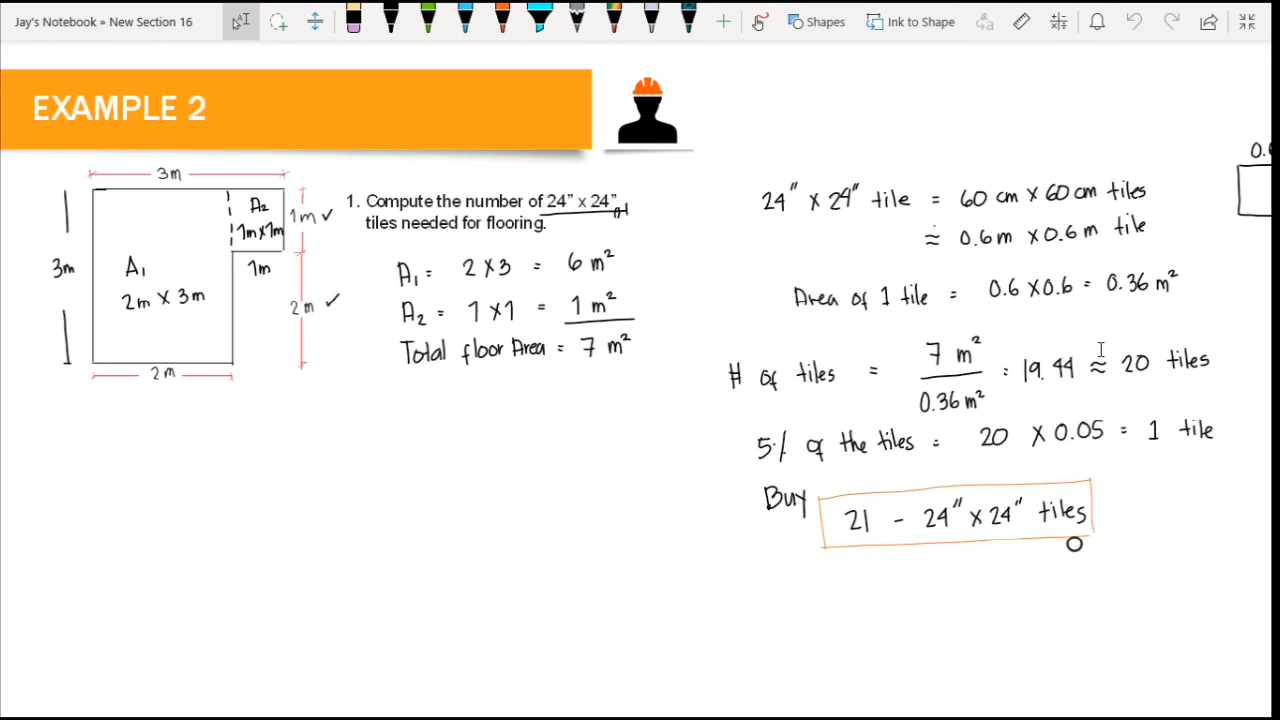 Jay's Notebook » New Section 16
Shapes
Ink to Shape
EXAMPLE 2
3m
A2
1m x 1m
1m ✓
3m
A1
2m x 3m
1m
2m ✓
2m
1. Compute the number of 24" x 24"
tiles needed for flooring.
A1 = 2 x 3 = 6 m²
A2 = 1 x 1 = 1 m²
Total floor Area = 7 m²
24" x 24" tile = 60 cm x 60 cm tiles
≈ 0.6m x 0.6m tile
Area of 1 tile = 0.6 x 0.6 = 0.36 m²
# of tiles = 7 m² / 0.36 m² = 19.44 ≈ 20 tiles
5% of the tiles = 20 x 0.05 = 1 tile
Buy 21 - 24" x 24" tiles